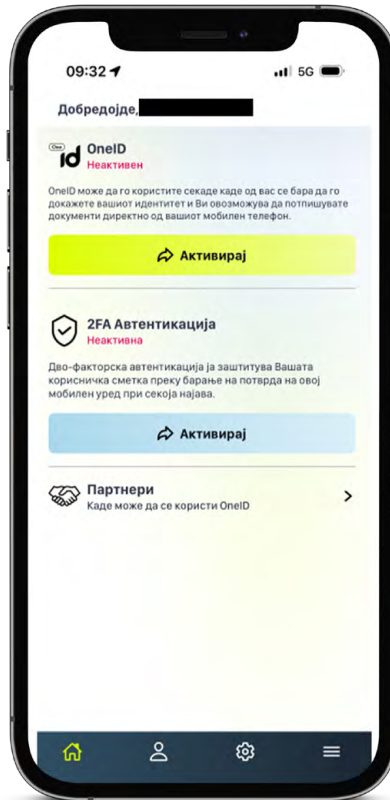 09:32
5G
Добредојде,
One
id
OneID
Неактивен
OneID може да го користите секаде каде од вас се бара да го
докажете вашиот идентитет и Ви овозможува да потпишувате
документи директно од вашиот мобилен телефон.
Активирај
2FA Автентикација
Неактивна
Дво-факторска автентикација ја заштитува Вашата
корисничка сметка преку барање на потврда на овој
мобилен уред при секоја најава.
Активирај
Партнери
Каде може да се користи OneID